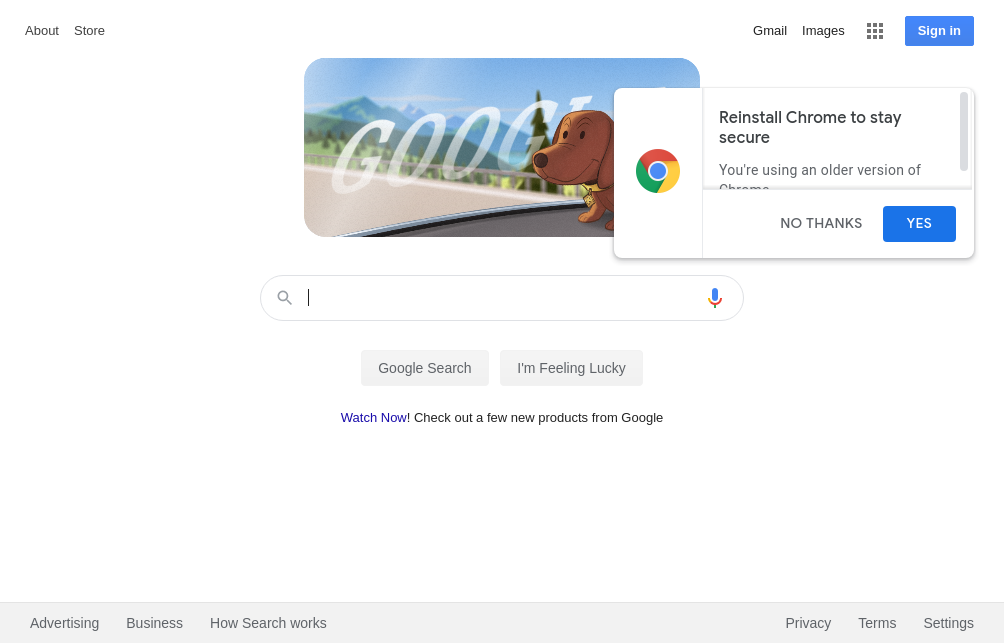 About Store
Gmail Images Sign in
GOOGL
Reinstall Chrome to stay
secure
You're using an older version of
Chrome
NO THANKS YES
Google Search I'm Feeling Lucky
Watch Now! Check out a few new products from Google
Advertising Business How Search works
Privacy Terms Settings